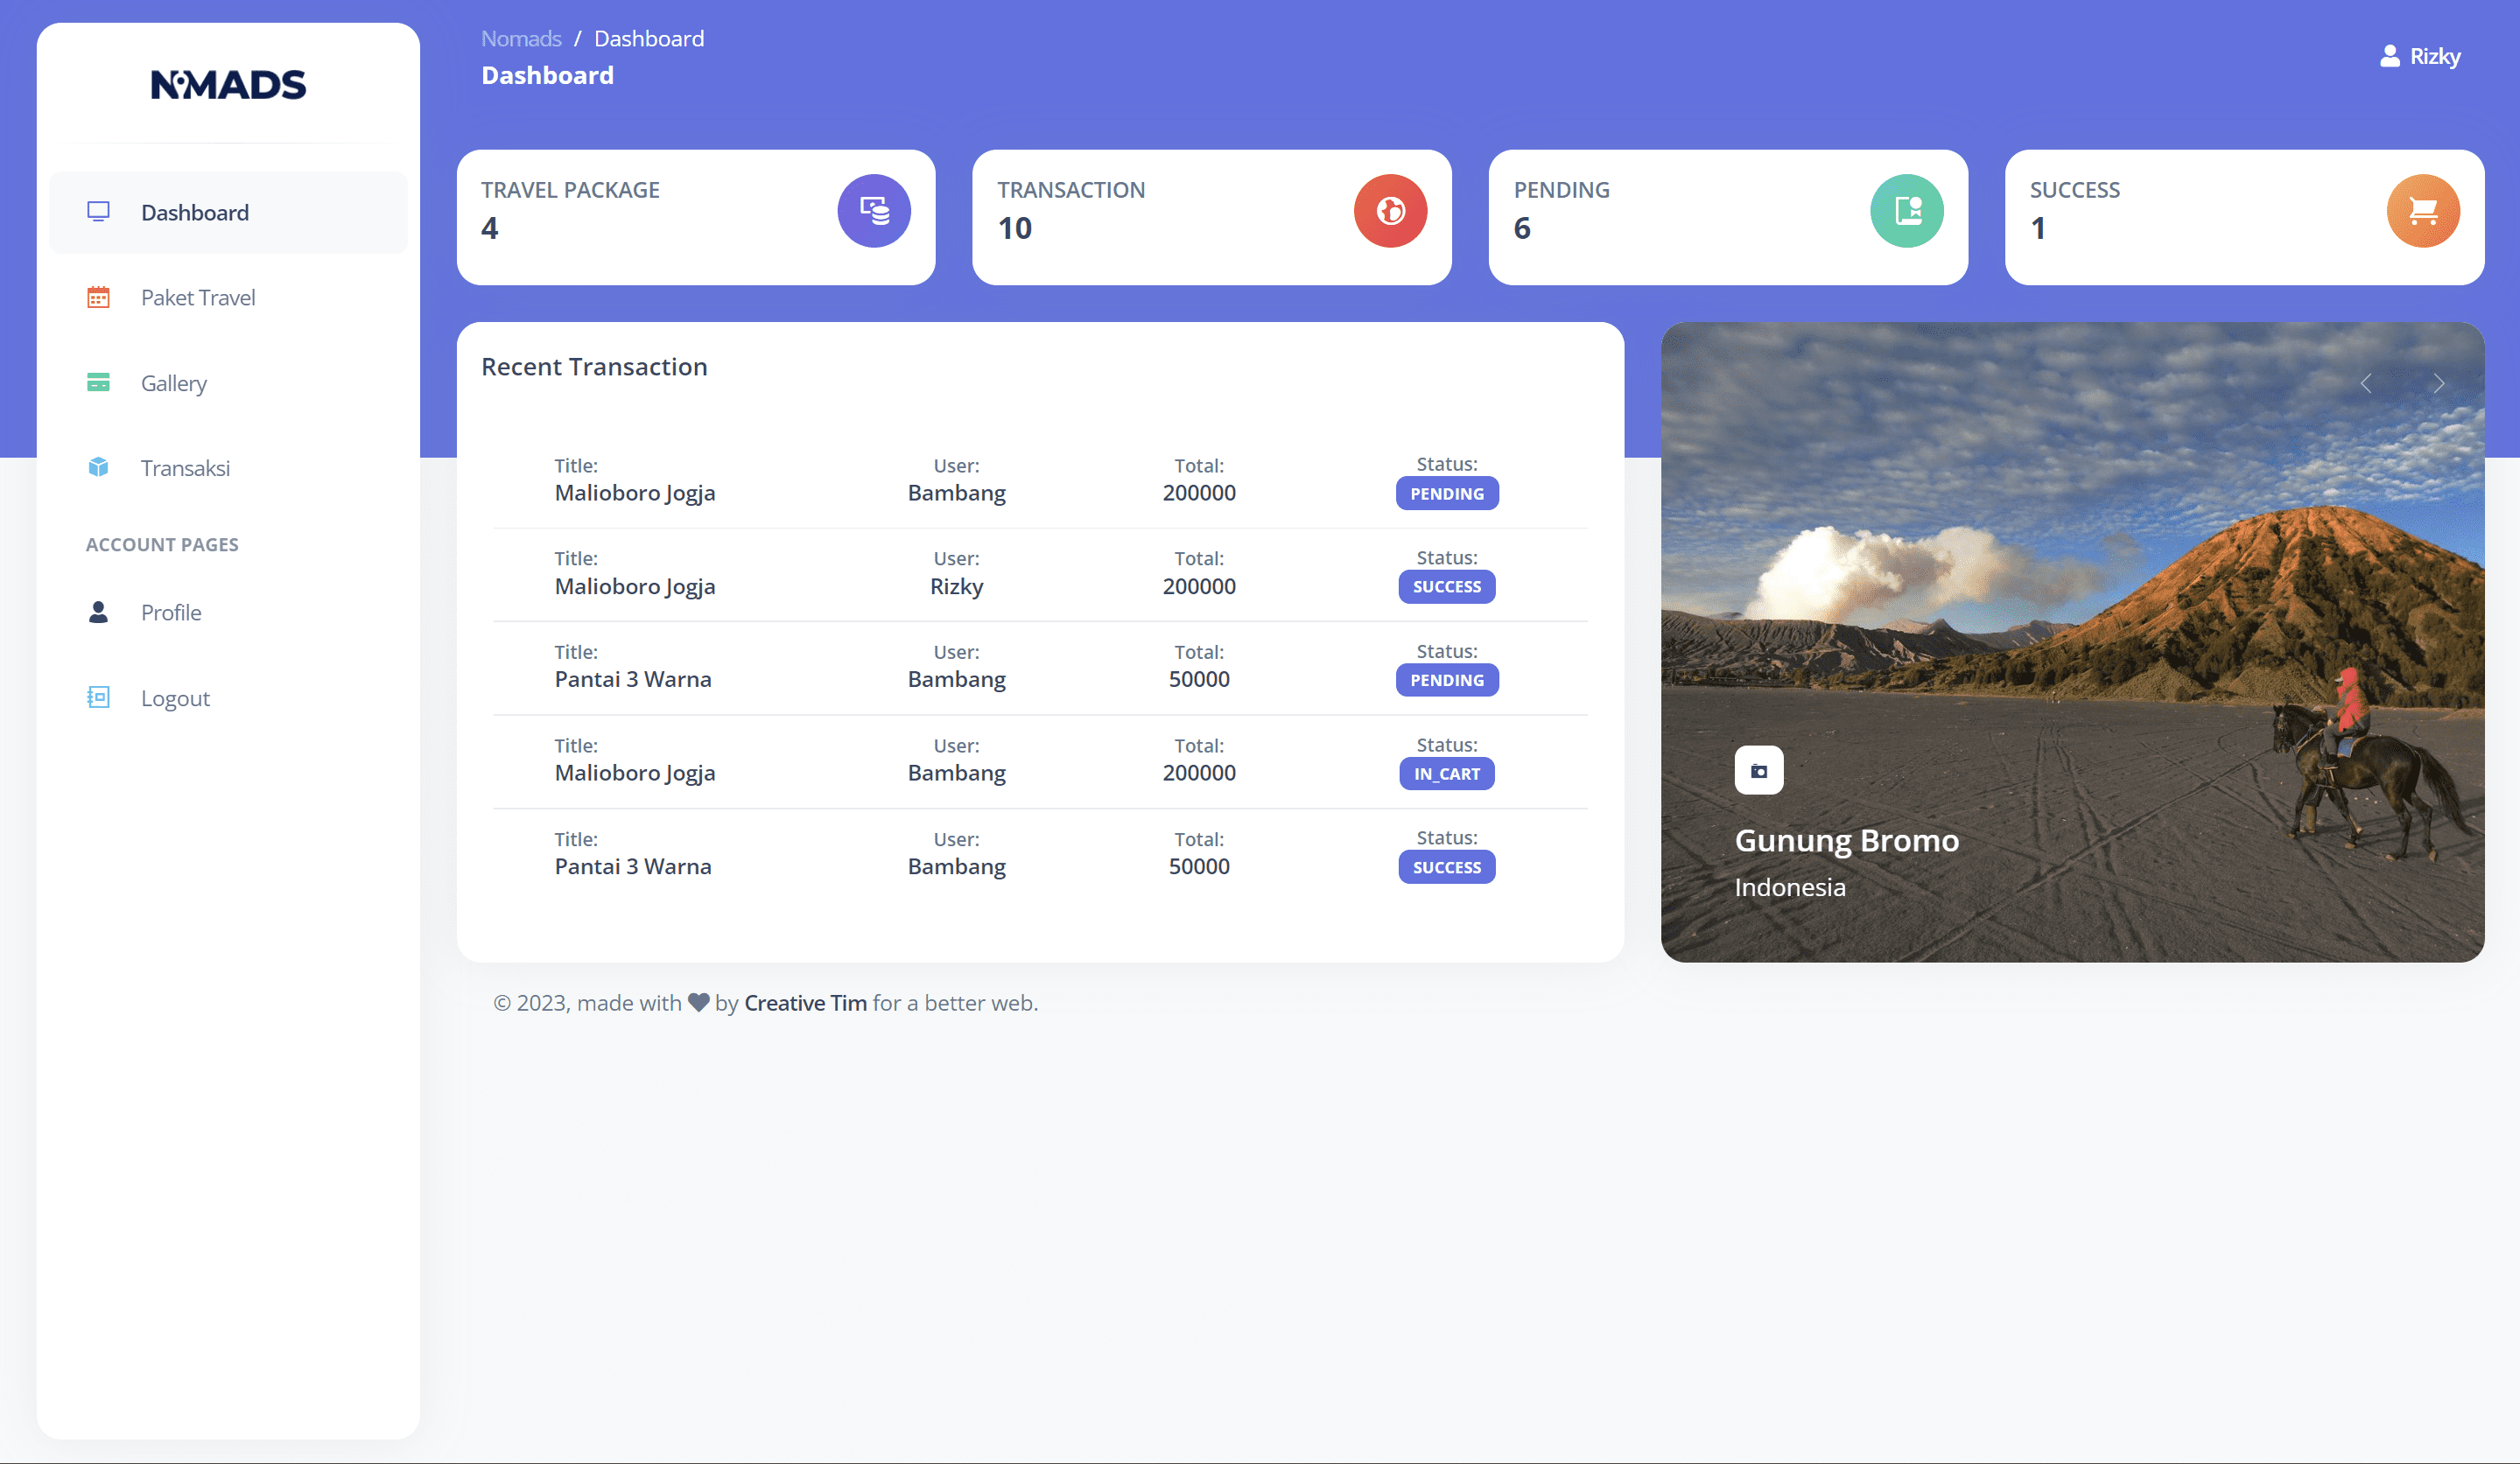 NOMADS
Dashboard
Paket Travel
Gallery
Transaksi
ACCOUNT PAGES
Profile
Logout
Nomads / Dashboard
Dashboard
Rizky
TRAVEL PACKAGE
4
TRANSACTION
10
PENDING
6
SUCCESS
1
Recent Transaction
Title: User: Total: Status:
Malioboro Jogja Bambang 200000 PENDING
Title: User: Total: Status:
Malioboro Jogja Rizky 200000 SUCCESS
Title: User: Total: Status:
Pantai 3 Warna Bambang 50000 PENDING
Title: User: Total: Status:
Malioboro Jogja Bambang 200000 IN_CART
Title: User: Total: Status:
Pantai 3 Warna Bambang 50000 SUCCESS
Gunung Bromo
Indonesia
© 2023, made with ♥ by Creative Tim for a better web.